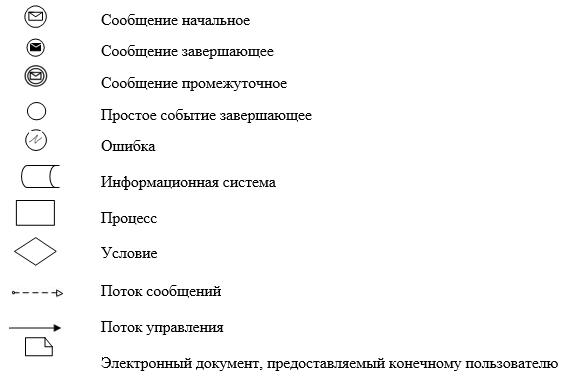 Сообщение начальное
Сообщение завершающее
Сообщение промежуточное
Простое событие завершающее
Ошибка
Информационная система
Процесс
Условие
Поток сообщений
Поток управления
Электронный документ, предоставляемый конечному пользователю